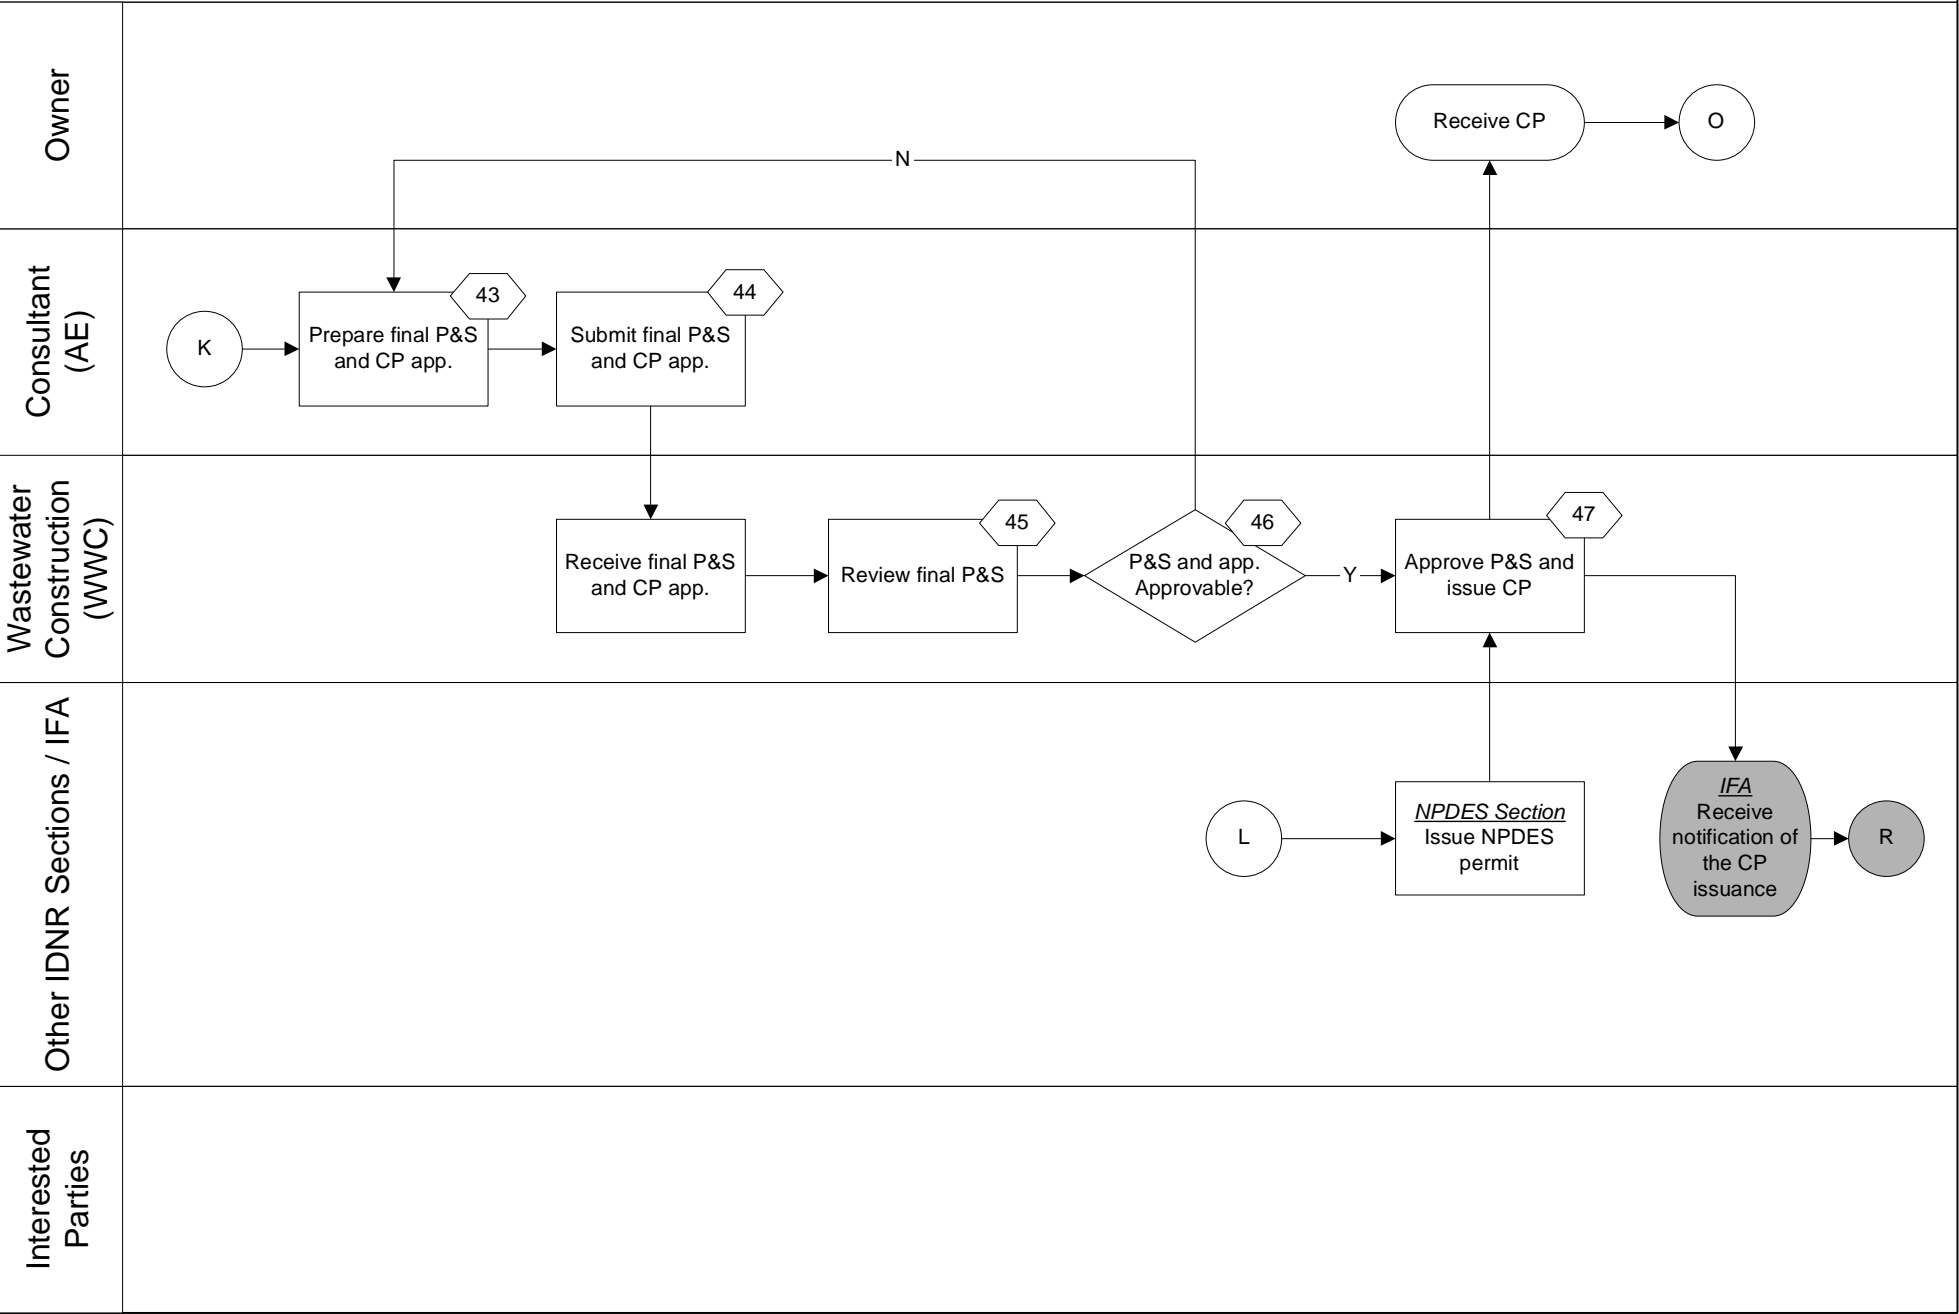 Owner
Receive CP
O
N
Consultant
(AE)
K
43
Prepare final P&S
and CP app.
44
Submit final P&S
and CP app.
Wastewater
Construction
(WWC)
Receive final P&S
and CP app.
45
Review final P&S
46
P&S and app.
Approvable?
Y
47
Approve P&S and
issue CP
Other IDNR Sections / IFA
L
NPDES Section
Issue NPDES
permit
IFA
Receive
notification of
the CP
issuance
R
Interested
Parties